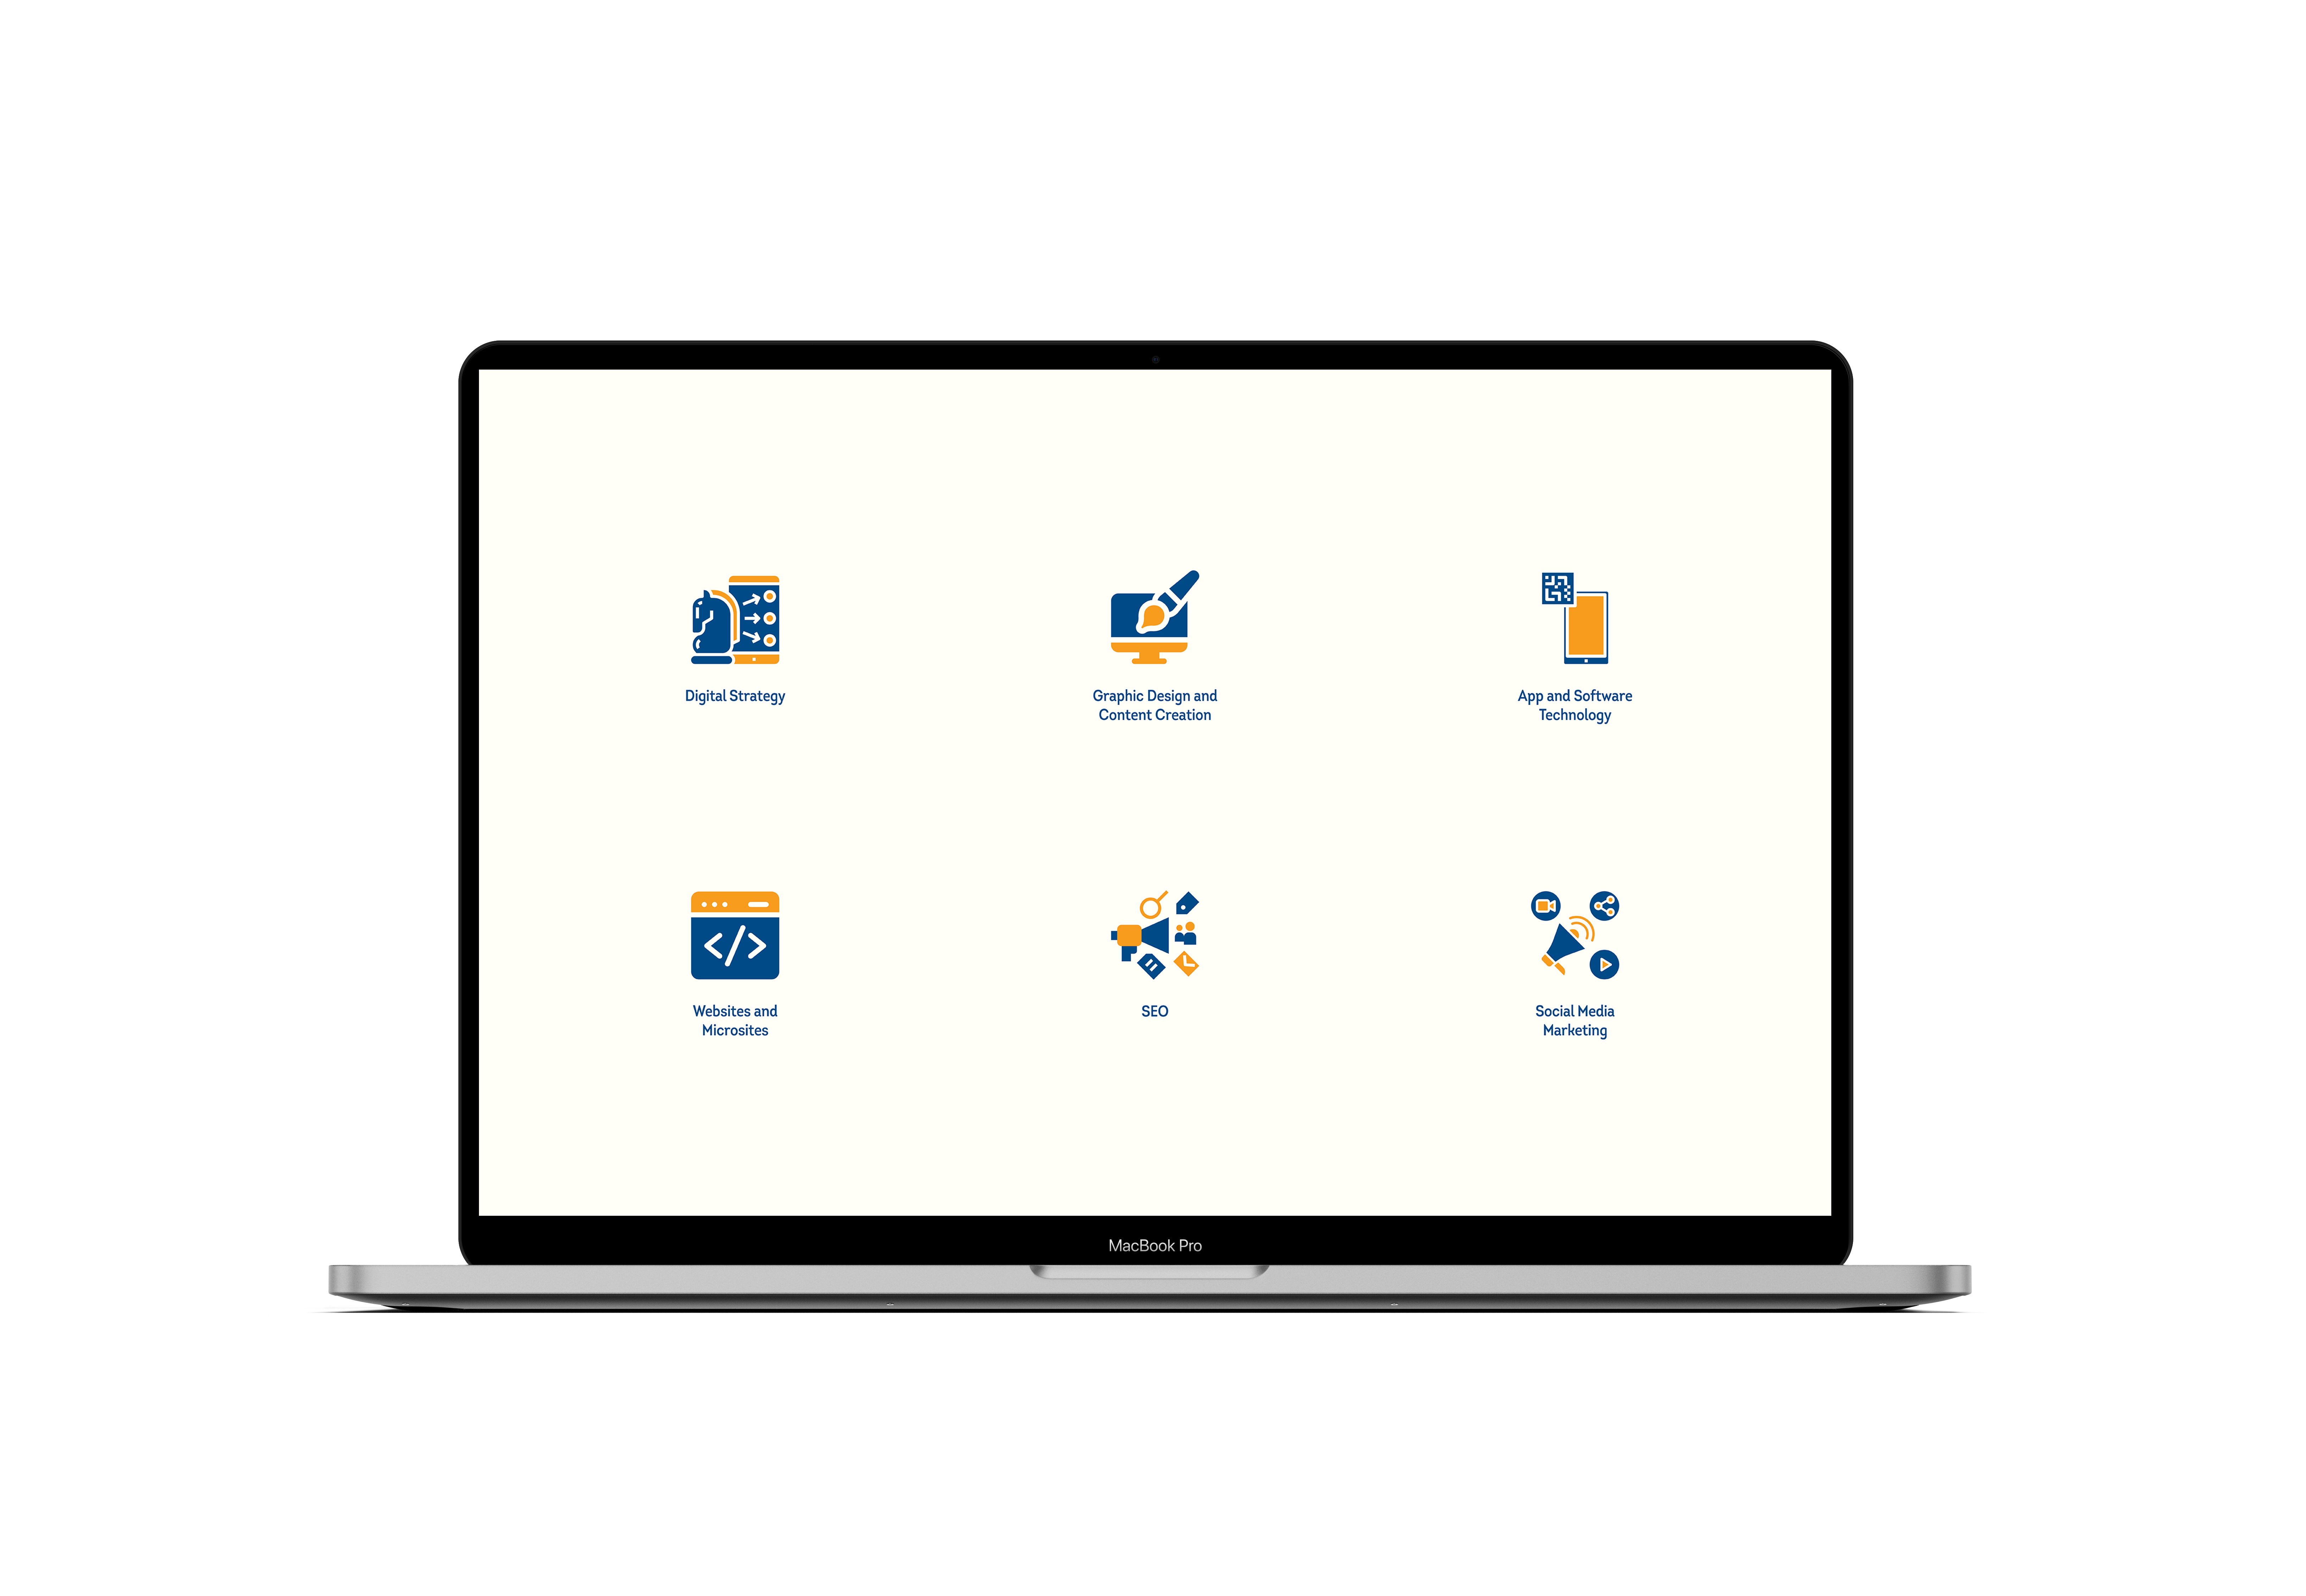 Digital Strategy
Graphic Design and
Content Creation
App and Software
Technology
Websites and
Microsites
SEO
Social Media
Marketing
MacBook Pro